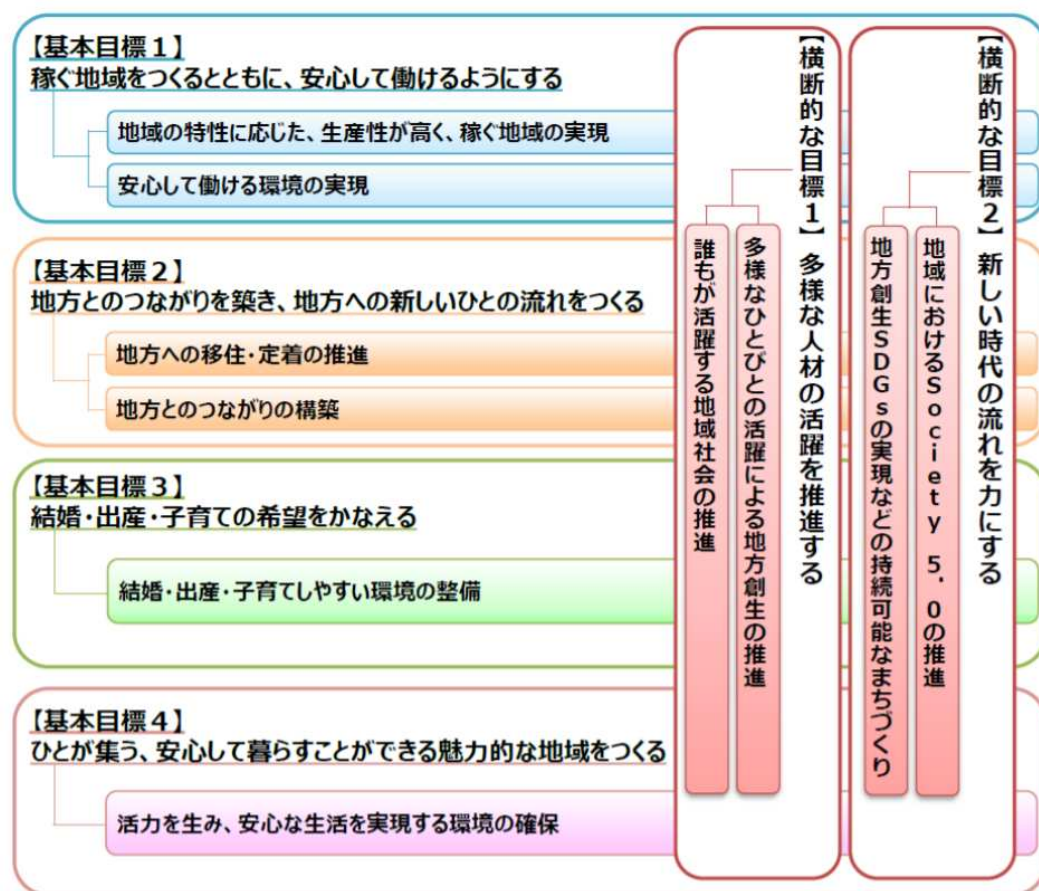 【基本目標１】
稼ぐ地域をつくるとともに、安心して働けるようにする
地域の特性に応じた、生産性が高く、稼ぐ地域の実現
安心して働ける環境の実現
【基本目標２】
地方とのつながりを築き、地方への新しいひとの流れをつくる
地方への移住・定着の推進
地方とのつながりの構築
【基本目標３】
結婚・出産・子育ての希望をかなえる
結婚・出産・子育てしやすい環境の整備
【基本目標４】
ひとが集う、安心して暮らすことができる魅力的な地域をつくる
活力を生み、安心な生活を実現する環境の確保
【横断的な目標１】多様な人材の活躍を推進する
多様なひとびとの活躍による地方創生の推進
誰もが活躍する地域社会の推進
【横断的な目標２】新しい時代の流れを力にする
地域におけるSociety ５．０の推進
地方創生SDGsの実現などの持続可能なまちづくり